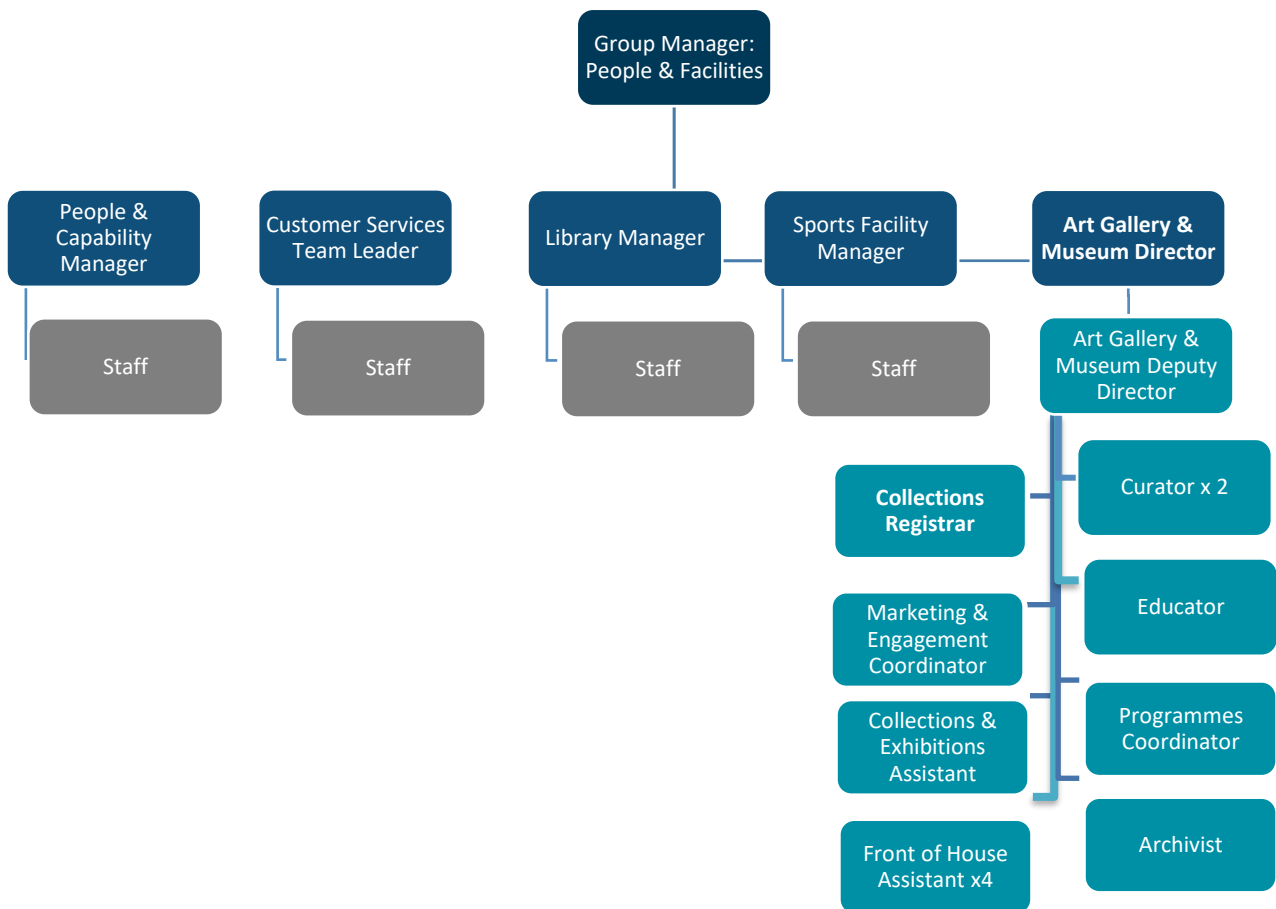 Group Manager:
People & Facilities
People &
Capability
Manager
Customer Services
Team Leader
Library Manager
Sports Facility
Manager
Art Gallery &
Museum Director
Staff
Staff
Staff
Staff
Art Gallery &
Museum Deputy
Director
Collections
Registrar
Curator x 2
Marketing &
Engagement
Coordinator
Educator
Collections &
Exhibitions
Assistant
Programmes
Coordinator
Front of House
Assistant x4
Archivist